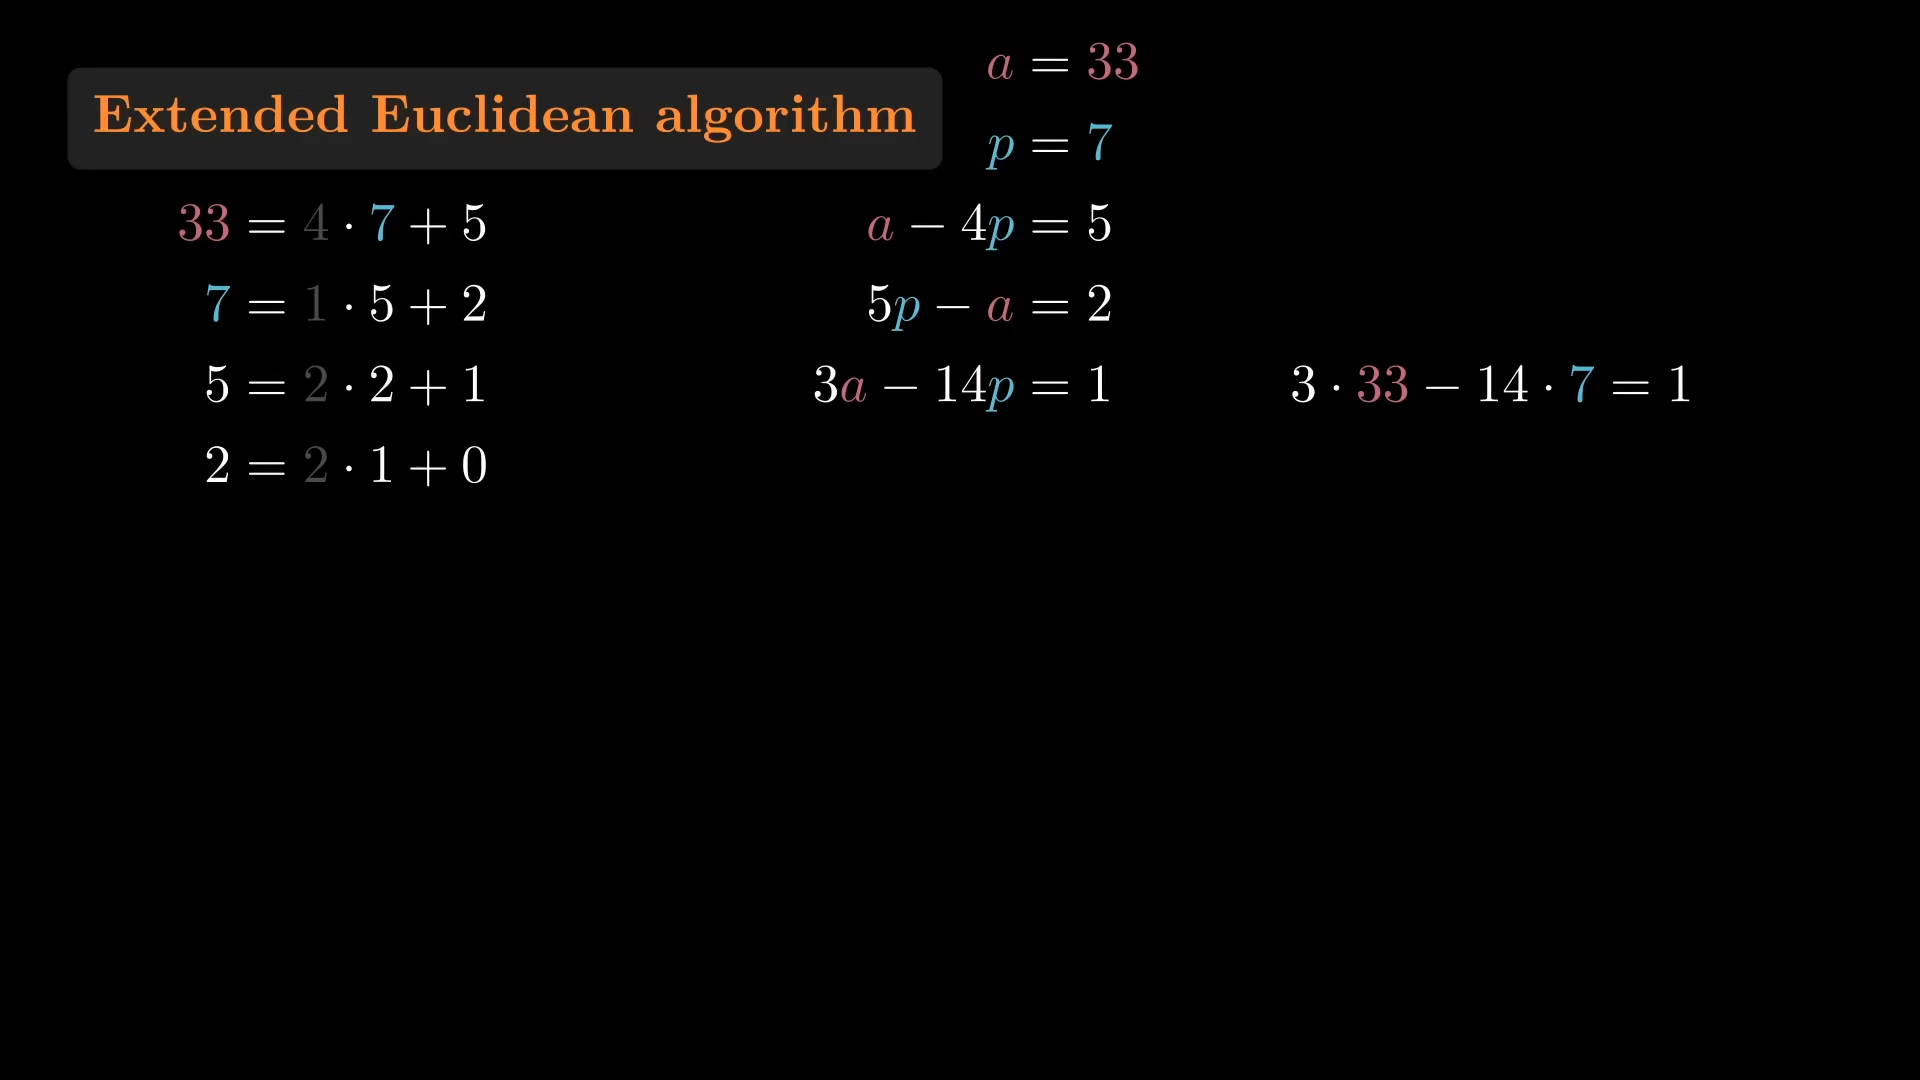 Extended Euclidean algorithm
a = 33
p = 7
33 = 4 · 7 + 5
a − 4p = 5
7 = 1 · 5 + 2
5p − a = 2
5 = 2 · 2 + 1
3a − 14p = 1
3 · 33 − 14 · 7 = 1
2 = 2 · 1 + 0